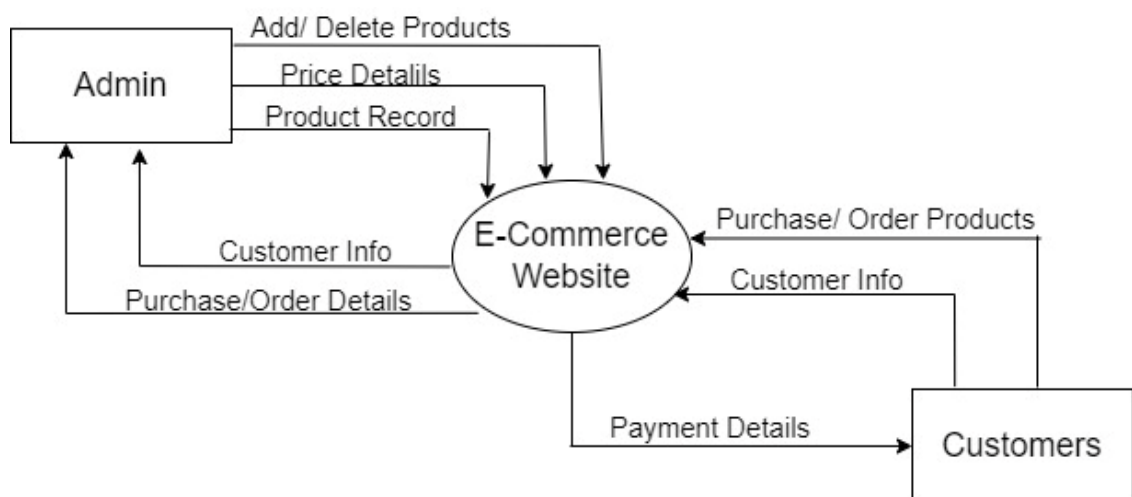 Add/ Delete Products
Admin
Price Detalils
Product Record
E-Commerce
Website
Purchase/ Order Products
Customer Info
Customer Info
Purchase/Order Details
Payment Details
Customers